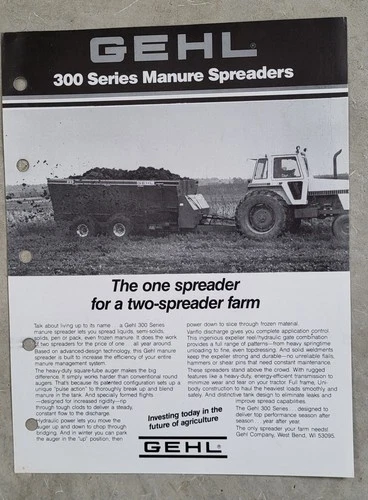 GEHL®
300 Series Manure Spreaders
GEHL
The one spreader
for a two-spreader farm
Talk about living up to its name . . . a Gehl 300 Series
manure spreader lets you spread liquids, semi-solids,
solids, pen or pack, even frozen manure. It does the work
of two spreaders for the price of one . . . all year around.
Based on advanced-design technology, this Gehl manure
spreader is built to increase the efficiency of your entire
manure management system.
The heavy-duty square-tube auger makes the big
difference. It simply works harder than conventional round
augers. That's because its patented configuration sets up a
unique "pulse action" to thoroughly break up and blend
manure in the tank. And specially formed flights
—designed for increased rigidity—rip
through tough clods to deliver a steady,
constant flow to the discharge.
Hydraulic power lets you move the
auger up and down to chop through
bridging. And in winter you can park
the auger in the "up" position, then
power down to slice through frozen material.
Variflo discharge gives you complete application control.
This ingenious expeller reel/hydraulic gate combination
provides a full range of patterns—from heavy springtime
unloading to fine, even topdressing. And solid weldments
keep the expeller strong and durable—no unreliable flails,
hammers or shear pins that need constant maintenance.
These spreaders stand above the crowd. With rugged
features like a heavy-duty, energy-efficient transmission to
minimize wear and tear on your tractor. Full frame, Uni-
body construction to haul the heaviest loads smoothly and
safely. And distinctive tank design to eliminate leaks and
improve spread capabilities.
The Gehl 300 Series . . . designed to
deliver top performance season after
season . . . year after year.
The only spreader your farm needs!
Gehl Company, West Bend, WI 53095.
Investing today in the
future of agriculture
GEHL®